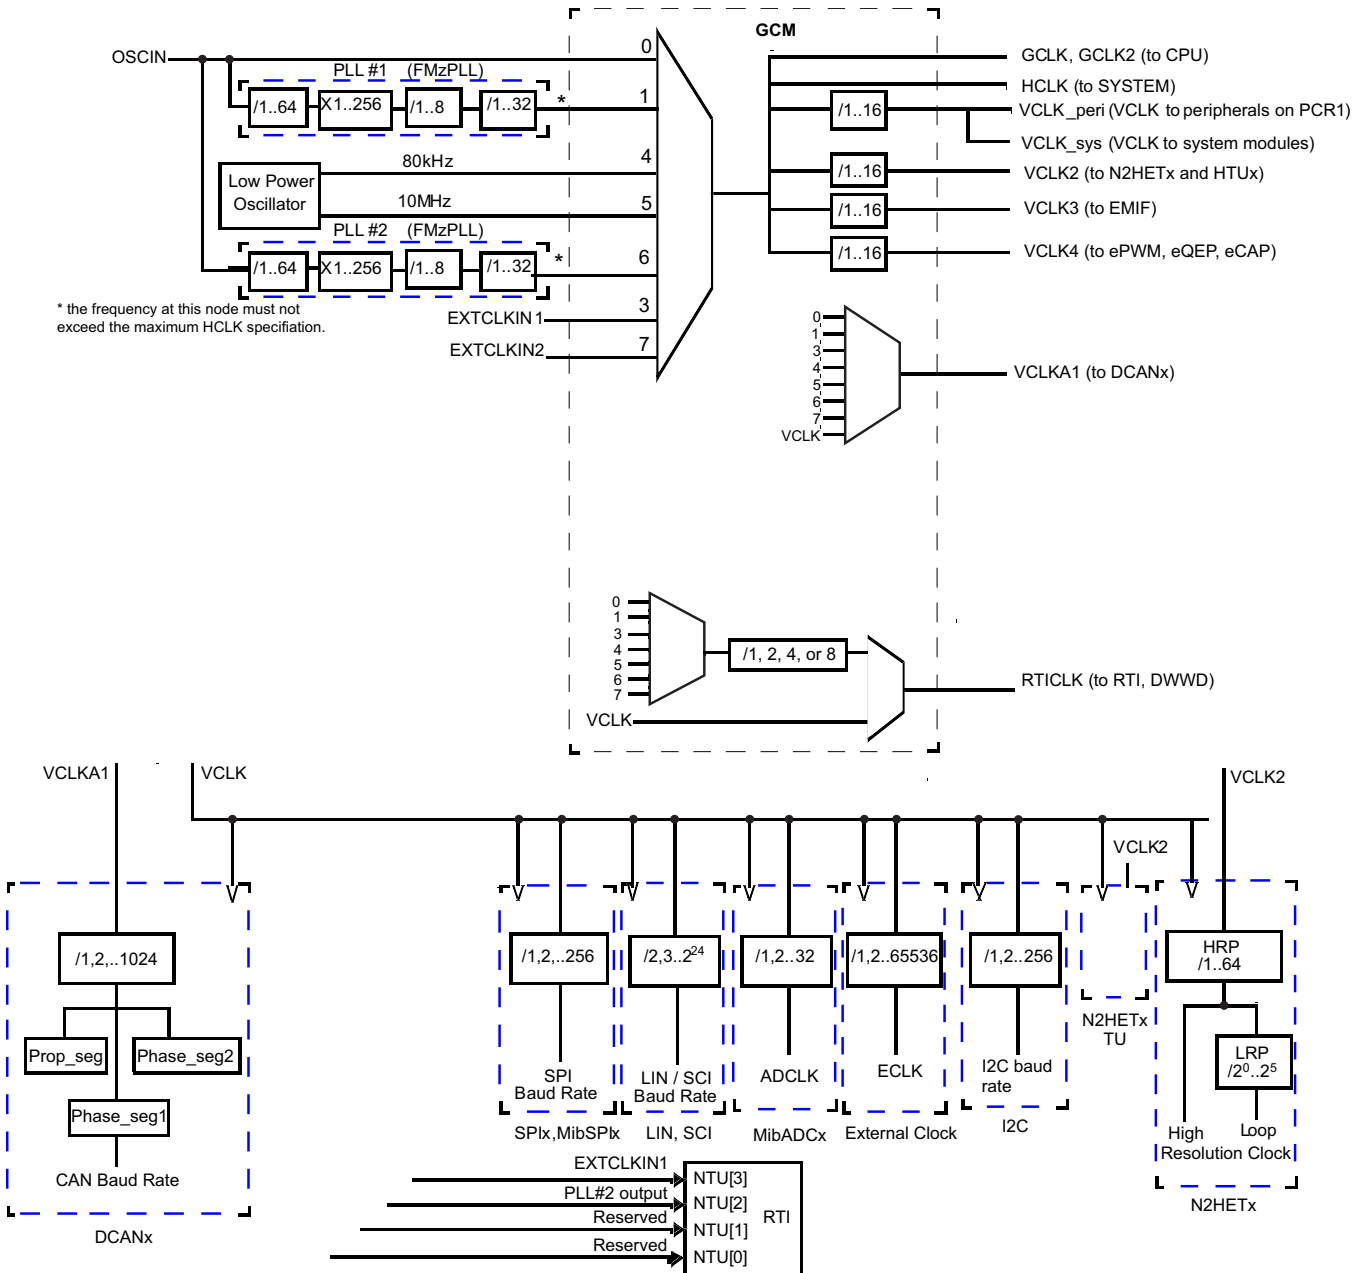 GCM
OSCIN
0
GCLK, GCLK2 (to CPU)
PLL #1 (FMzPLL)
HCLK (to SYSTEM)
/1..64
X1..256
/1..8
/1..32
*
1
/1..16
VCLK_peri (VCLK to peripherals on PCR1)
VCLK_sys (VCLK to system modules)
Low Power
Oscillator
80kHz
4
/1..16
VCLK2 (to N2HETx and HTUx)
10MHz
5
/1..16
VCLK3 (to EMIF)
PLL #2 (FMzPLL)
/1..64
X1..256
/1..8
/1..32
*
6
/1..16
VCLK4 (to ePWM, eQEP, eCAP)
* the frequency at this node must not
exceed the maximum HCLK specifiation.
EXTCLKIN1
3
EXTCLKIN2
7
0
1
3
4
5
6
7
VCLK
VCLKA1 (to DCANx)
0
1
3
4
5
6
7
/1, 2, 4, or 8
VCLK
RTICLK (to RTI, DWWD)
VCLKA1
VCLK
VCLK2
VCLK2
/1,2,..1024
Prop_seg
Phase_seg2
Phase_seg1
CAN Baud Rate
DCANx
/1,2,..256
SPI
Baud Rate
SPIx,MibSPIx
/2,3..2²⁴
LIN / SCI
Baud Rate
LIN, SCI
/1,2..32
ADCLK
MibADCx
/1,2..65536
ECLK
External Clock
/1,2..256
I2C baud
rate
I2C
N2HETx
TU
HRP
/1..64
LRP
/2⁰..2⁵
High
Loop
Resolution Clock
N2HETx
EXTCLKIN1
NTU[3]
PLL#2 output
NTU[2]
Reserved
NTU[1]
Reserved
NTU[0]
RTI